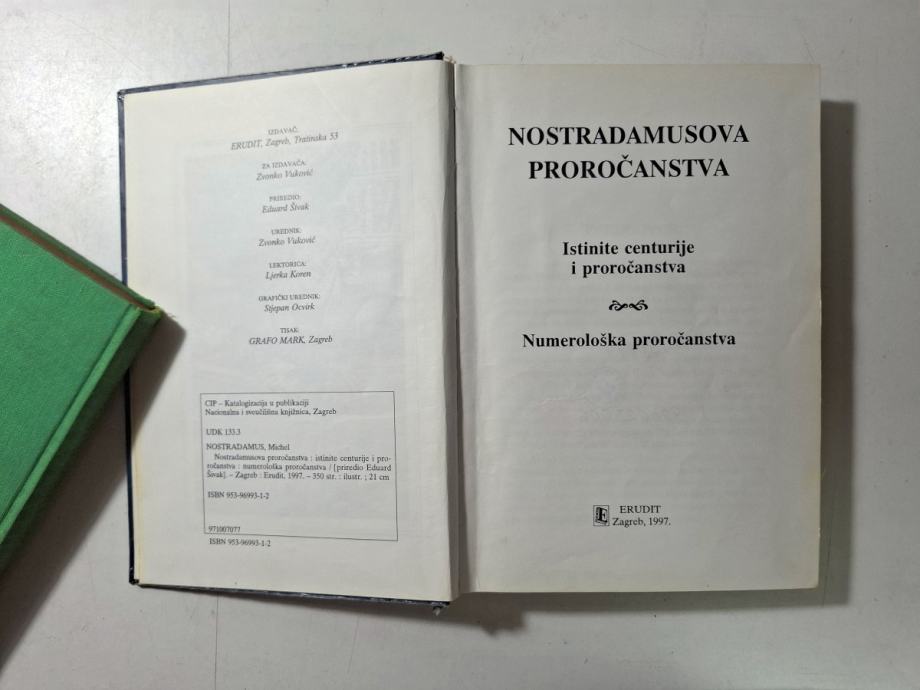 IZDAVAČ:
ERUDIT, Zagreb, Tratinska 53
ZA IZDAVAČA:
Zvonko Vuković
PRIREDIO:
Eduard Šivak
UREDNIK:
Zvonko Vuković
LEKTORICA:
Ljerka Koren
GRAFIČKI UREDNIK:
Stjepan Ocvirk
TISAK:
GRAFO MARK, Zagreb
CIP – Katalogizacija u publikaciji
Nacionalna i sveučilišna knjižnica, Zagreb
UDK 133.3
NOSTRADAMUS, Michel
Nostradamusova proročanstva : istinite centurije i pro-
ročanstva : numerološka proročanstva / [priredio Eduard
Šivak]. – Zagreb : Erudit, 1997. – 350 str. : ilustr. ; 21 cm
ISBN 953-96993-1-2
971007077
ISBN 953-96993-1-2
NOSTRADAMUSOVA
PROROČANSTVA
Istinite centurije
i proročanstva
Numerološka proročanstva
E ERUDIT
Zagreb, 1997.